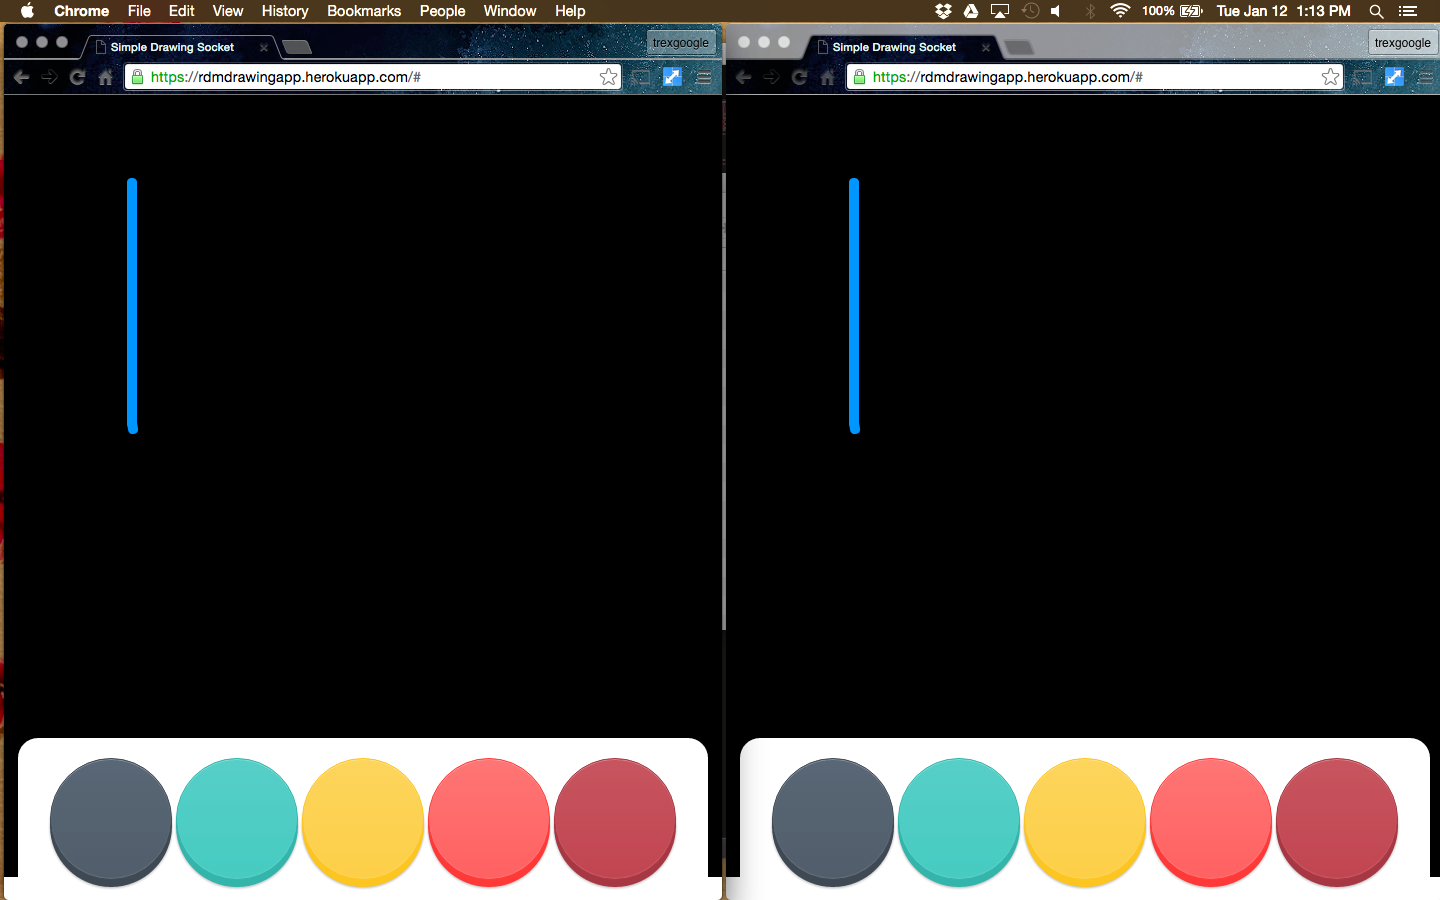 Chrome File Edit View History Bookmarks People Window Help 100% Tue Jan 12 1:13 PM
Simple Drawing Socket trexgoogle
https://rdmdrawingapp.herokuapp.com/#
Simple Drawing Socket trexgoogle
https://rdmdrawingapp.herokuapp.com/#